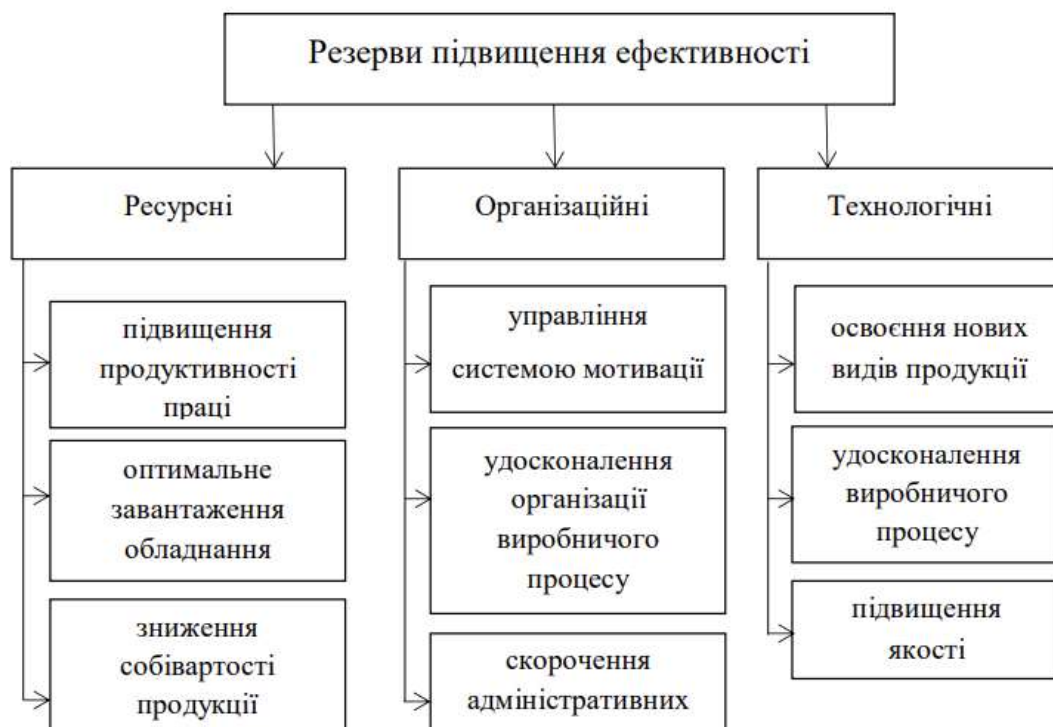 Резерви підвищення ефективності
Ресурсні
Організаційні
Технологічні
підвищення
продуктивності
праці
оптимальне
завантаження
обладнання
зниження
собівартості
продукції
управління
системою мотивації
удосконалення
організації
виробничого
процесу
скорочення
адміністративних
освоєння нових
видів продукції
удосконалення
виробничого
процесу
підвищення
якості